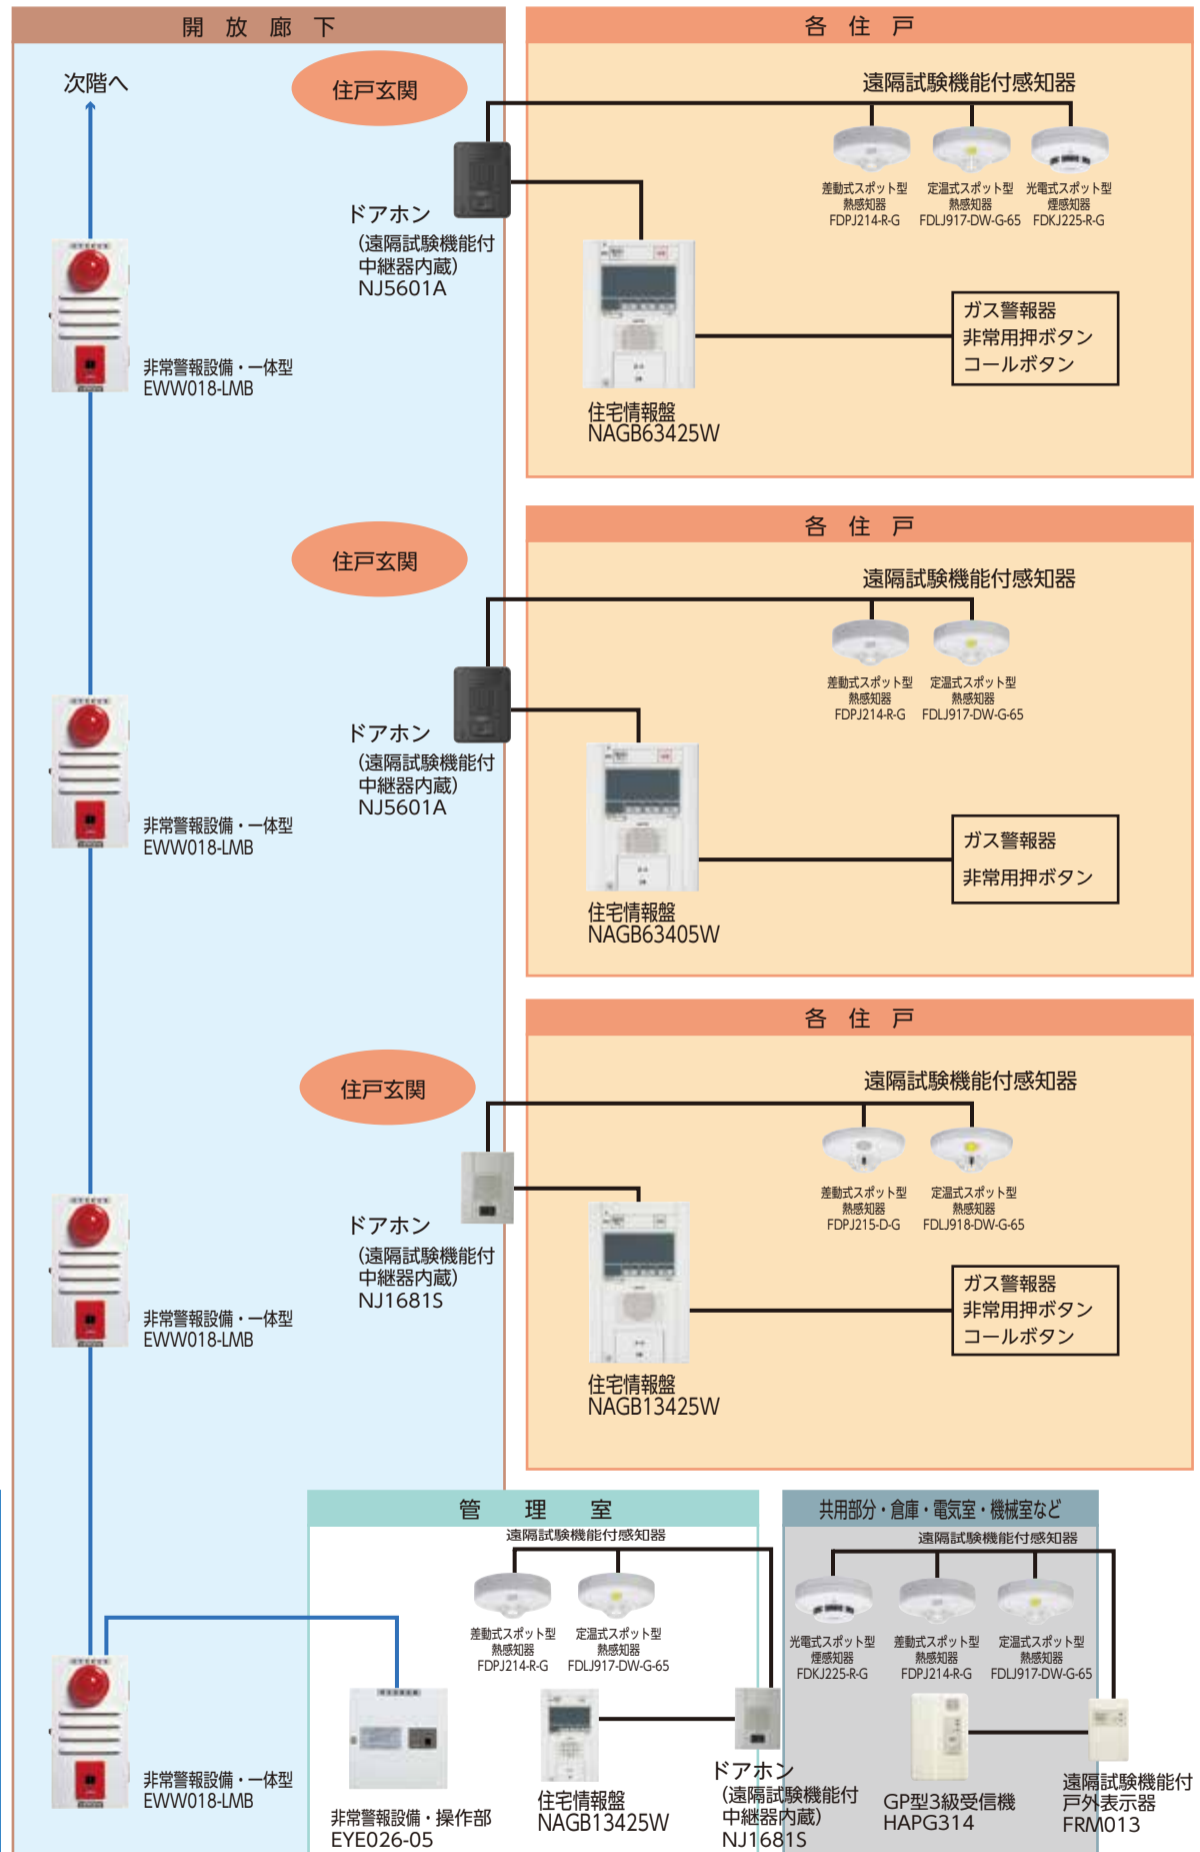 開放廊下
次階へ
住戸玄関
ドアホン
（遠隔試験機能付
中継器内蔵）
NJ5601A
非常警報設備・一体型
EWW018-LMB
各住戸
遠隔試験機能付感知器
差動式スポット型
熱感知器
FDPJ214-R-G
定温式スポット型
熱感知器
FDLJ917-DW-G-65
光電式スポット型
煙感知器
FDKJ225-R-G
ガス警報器
非常用押ボタン
コールボタン
住宅情報盤
NAGB63425W
住戸玄関
ドアホン
（遠隔試験機能付
中継器内蔵）
NJ5601A
非常警報設備・一体型
EWW018-LMB
各住戸
遠隔試験機能付感知器
差動式スポット型
熱感知器
FDPJ214-R-G
定温式スポット型
熱感知器
FDLJ917-DW-G-65
ガス警報器
非常用押ボタン
住宅情報盤
NAGB63405W
住戸玄関
ドアホン
（遠隔試験機能付
中継器内蔵）
NJ1681S
非常警報設備・一体型
EWW018-LMB
各住戸
遠隔試験機能付感知器
差動式スポット型
熱感知器
FDPJ215-D-G
定温式スポット型
熱感知器
FDLJ918-DW-G-65
ガス警報器
非常用押ボタン
コールボタン
住宅情報盤
NAGB13425W
非常警報設備・一体型
EWW018-LMB
管理室
遠隔試験機能付感知器
差動式スポット型
熱感知器
FDPJ214-R-G
定温式スポット型
熱感知器
FDLJ917-DW-G-65
非常警報設備・操作部
EYE026-05
住宅情報盤
NAGB13425W
ドアホン
（遠隔試験機能付
中継器内蔵）
NJ1681S
共用部分・倉庫・電気室・機械室など
遠隔試験機能付感知器
光電式スポット型
煙感知器
FDKJ225-R-G
差動式スポット型
熱感知器
FDPJ214-R-G
定温式スポット型
熱感知器
FDLJ917-DW-G-65
GP型3級受信機
HAPG314
遠隔試験機能付
戸外表示器
FRM013